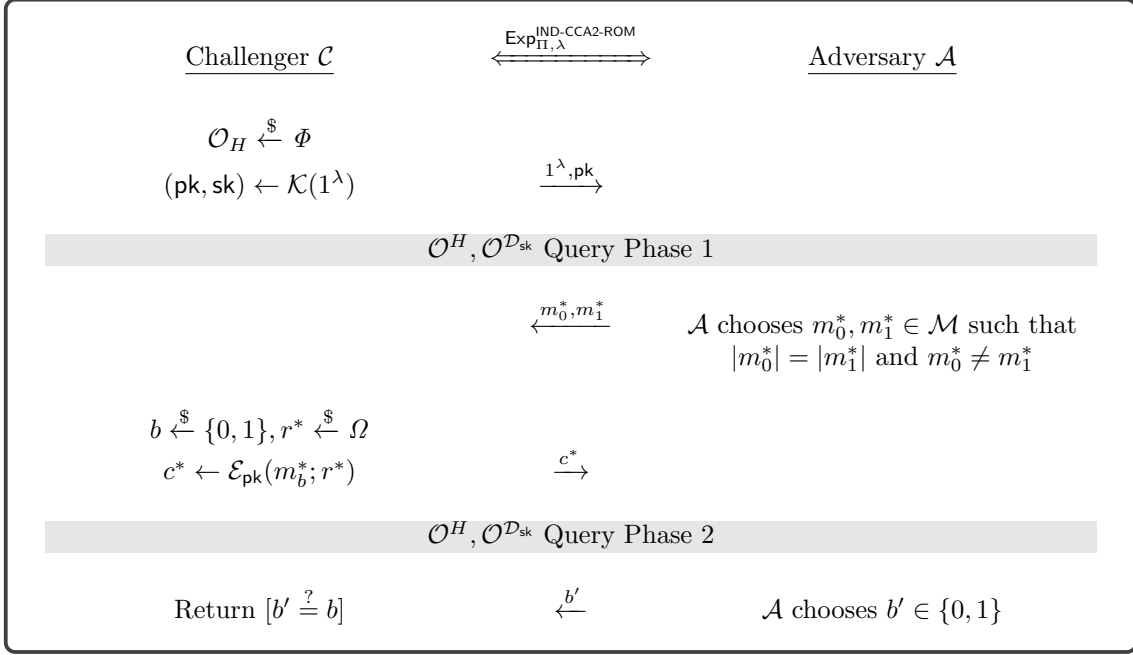 Challenger 𝒞 Exp_{Π,λ}^{IND-CCA2-ROM} ⟺ Adversary 𝒜
𝒪_H ←$ Φ
(pk, sk) ← 𝒦(1^λ) 1^λ,pk ⟶
𝒪^H, 𝒪^{𝒟_sk} Query Phase 1
m_0^*,m_1^* ⟵ 𝒜 chooses m_0^*, m_1^* ∈ ℳ such that
|m_0^*| = |m_1^*| and m_0^* ≠ m_1^*
b ←$ {0, 1}, r^* ←$ Ω
c^* ← ℰ_pk(m_b^*; r^*) c^* ⟶
𝒪^H, 𝒪^{𝒟_sk} Query Phase 2
Return [b′ ≟ b] b′ ⟵ 𝒜 chooses b′ ∈ {0, 1}